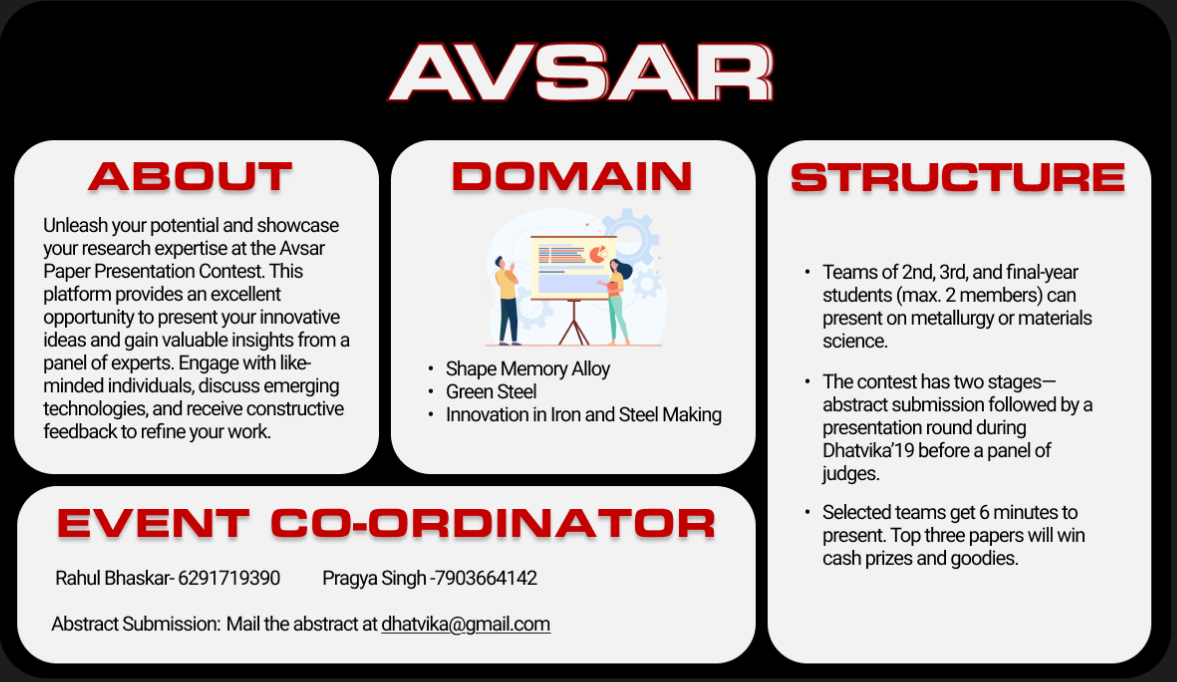 AVSAR
ABOUT
Unleash your potential and showcase
your research expertise at the Avsar
Paper Presentation Contest. This
platform provides an excellent
opportunity to present your innovative
ideas and gain valuable insights from a
panel of experts. Engage with like-
minded individuals, discuss emerging
technologies, and receive constructive
feedback to refine your work.
DOMAIN
• Shape Memory Alloy
• Green Steel
• Innovation in Iron and Steel Making
STRUCTURE
• Teams of 2nd, 3rd, and final-year
students (max. 2 members) can
present on metallurgy or materials
science.
• The contest has two stages—
abstract submission followed by a
presentation round during
Dhatvika'19 before a panel of
judges.
• Selected teams get 6 minutes to
present. Top three papers will win
cash prizes and goodies.
EVENT CO-ORDINATOR
Rahul Bhaskar- 6291719390 Pragya Singh -7903664142
Abstract Submission: Mail the abstract at dhatvika@gmail.com